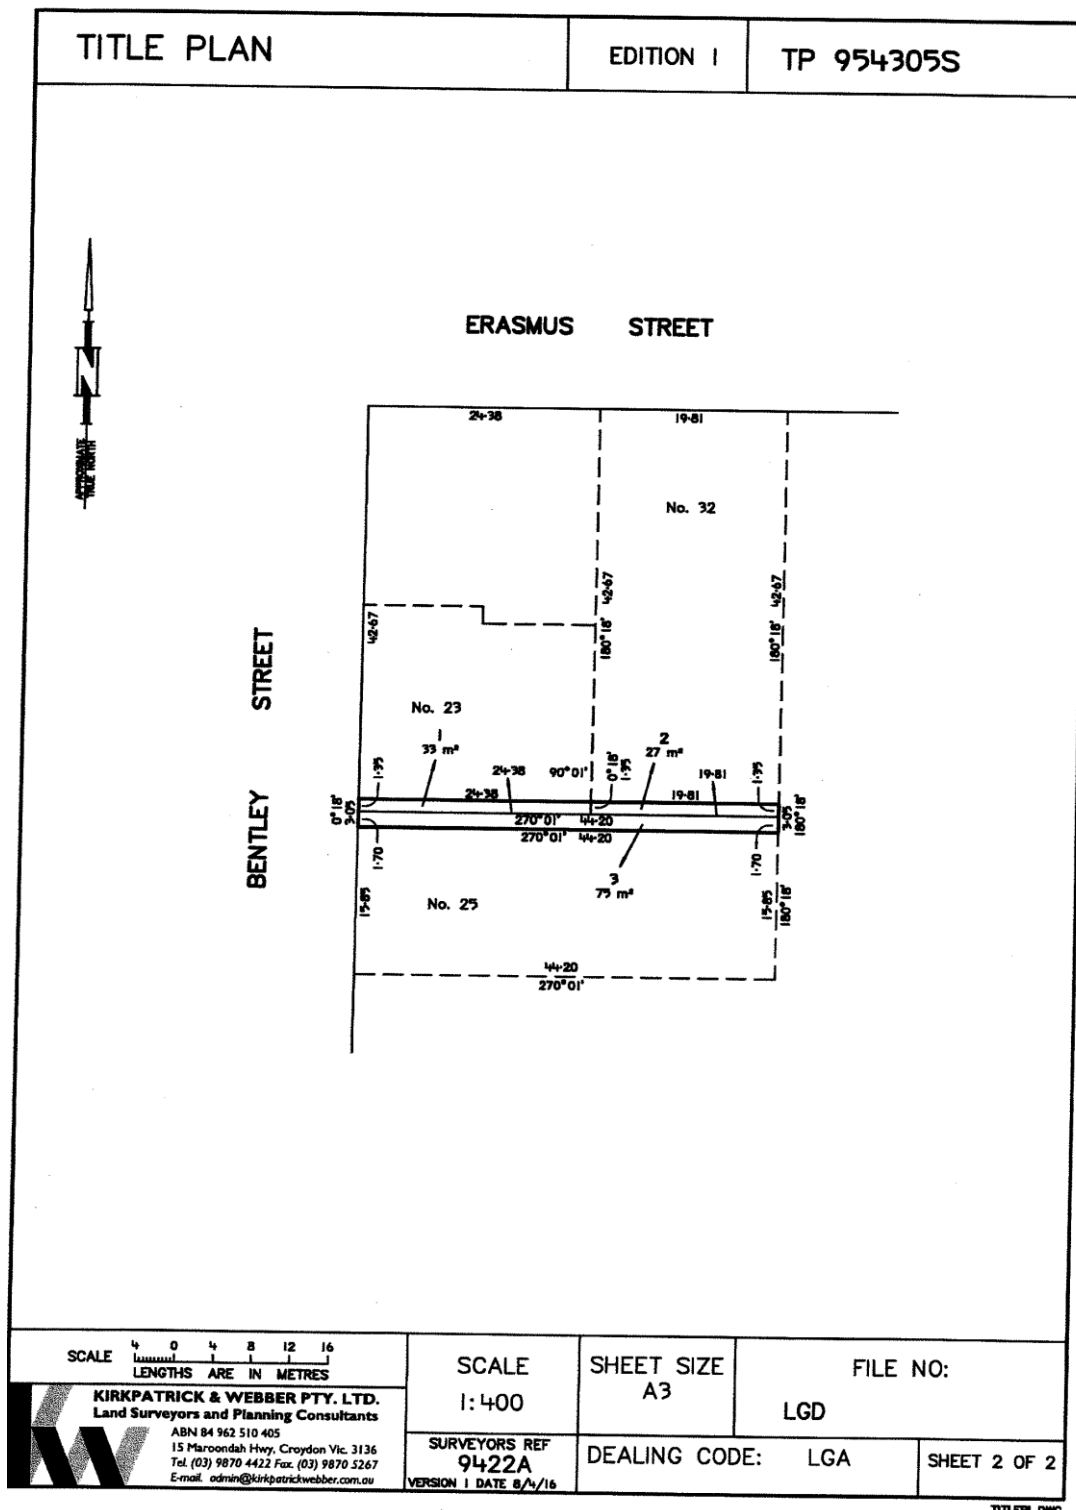 TITLE PLAN
EDITION 1
TP 954305S
APPROXIMATE
TRUE NORTH
ERASMUS STREET
24·38
19·81
No. 32
42·67
180°18'
42·67
180°18'
42·67
BENTLEY STREET
No. 23
1
33 m²
2
27 m²
1·35
24·38
90°01'
0°18'
1·35
19·81
1·35
24·38
19·81
0°18'
3·05
270°01' 44·20
270°01' 44·20
3·05
180°18'
1·70
1·70
3
75 m²
15·85
No. 25
15·85
180°18'
44·20
270°01'
SCALE
4 0 4 8 12 16
LENGTHS ARE IN METRES
KIRKPATRICK & WEBBER PTY. LTD.
Land Surveyors and Planning Consultants
ABN 84 962 510 405
15 Maroondah Hwy, Croydon Vic. 3136
Tel. (03) 9870 4422 Fax. (03) 9870 5267
E-mail. admin@kirkpatrickwebber.com.au
SCALE
1:400
SURVEYORS REF
9422A
VERSION 1 DATE 8/4/16
SHEET SIZE
A3
FILE NO:
LGD
DEALING CODE: LGA
SHEET 2 OF 2